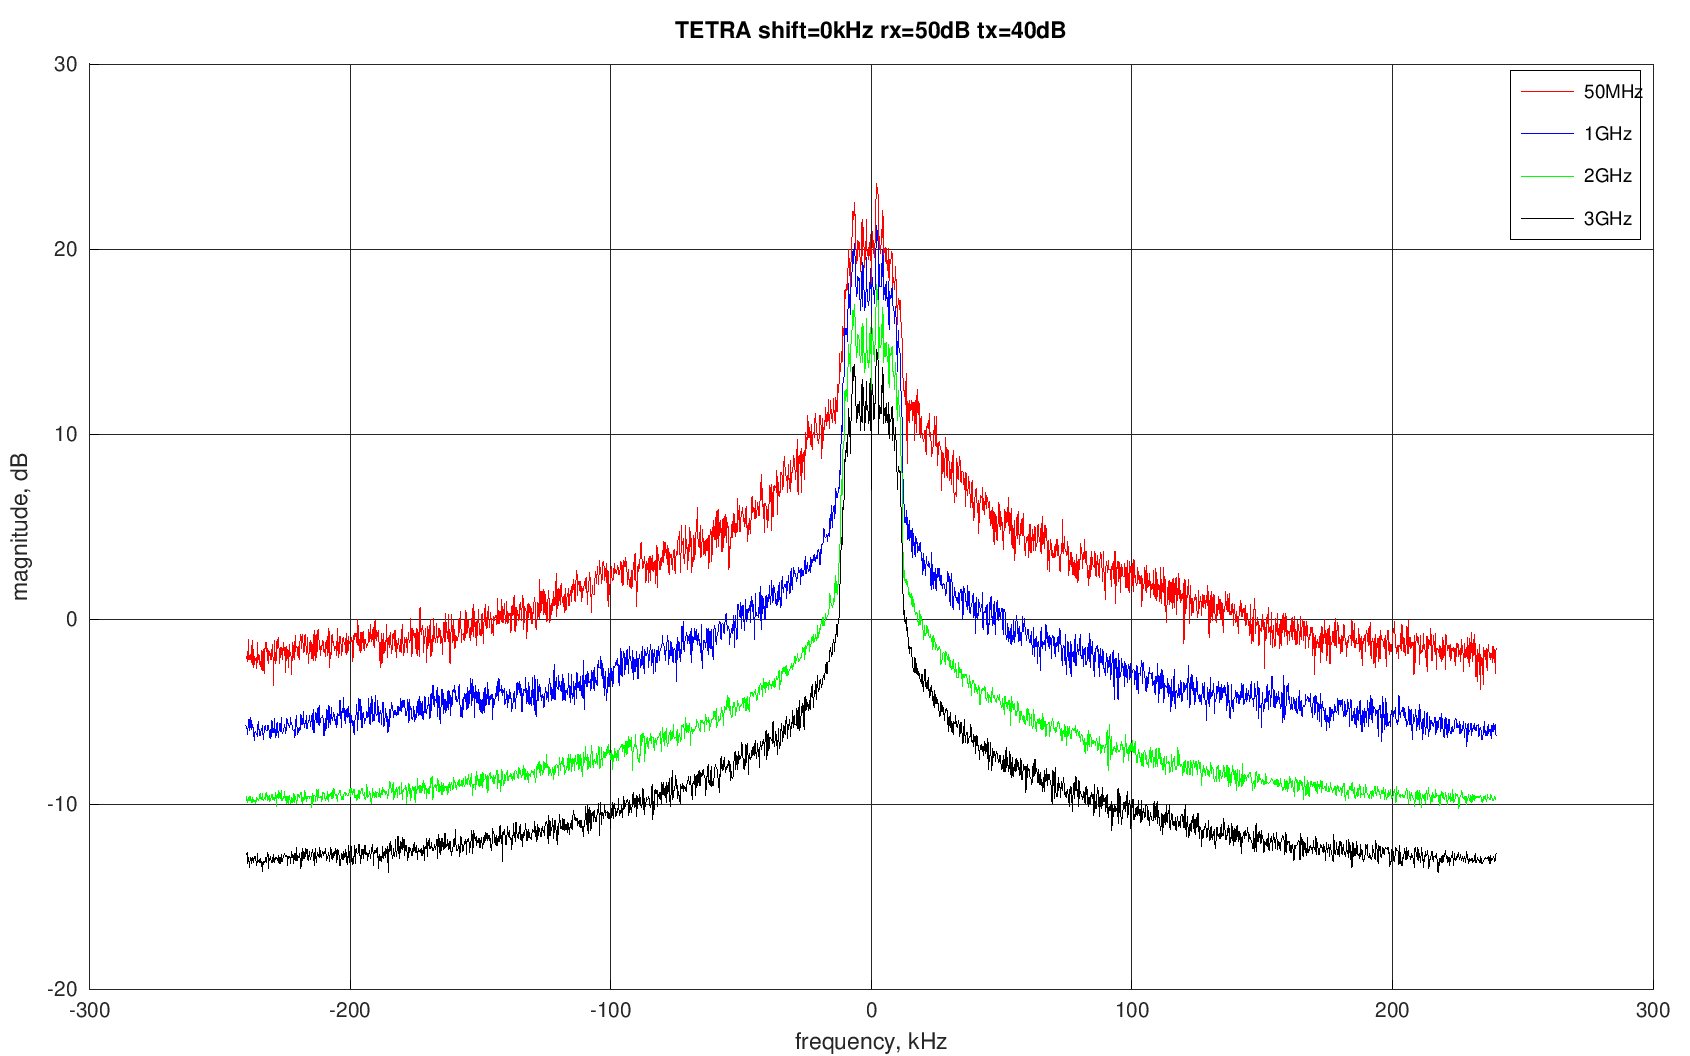 TETRA shift=0kHz rx=50dB tx=40dB
30
50MHz
1GHz
2GHz
3GHz
20
10
magnitude, dB
0
-10
-20
-300 -200 -100 0 100 200 300
frequency, kHz